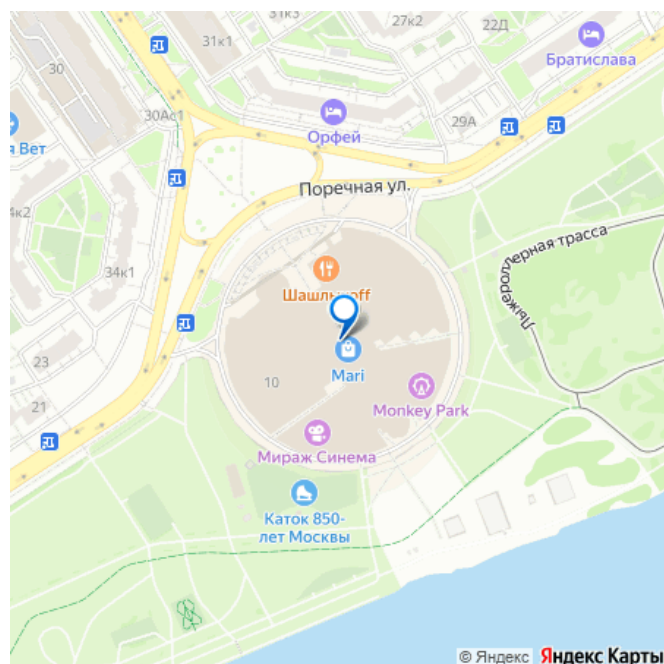 31к3
27к2
22Д
31к1
Братислава
30
30Ас1
Орфей
29А
я Вет
Поречная ул.
4к2
34к1
Лыжероллерная трасса
Шашлыкоff
23
Mari
10
21
Monkey Park
Мираж Синема
Каток 850-
лет Москвы
© Яндекс Яндекс Карты